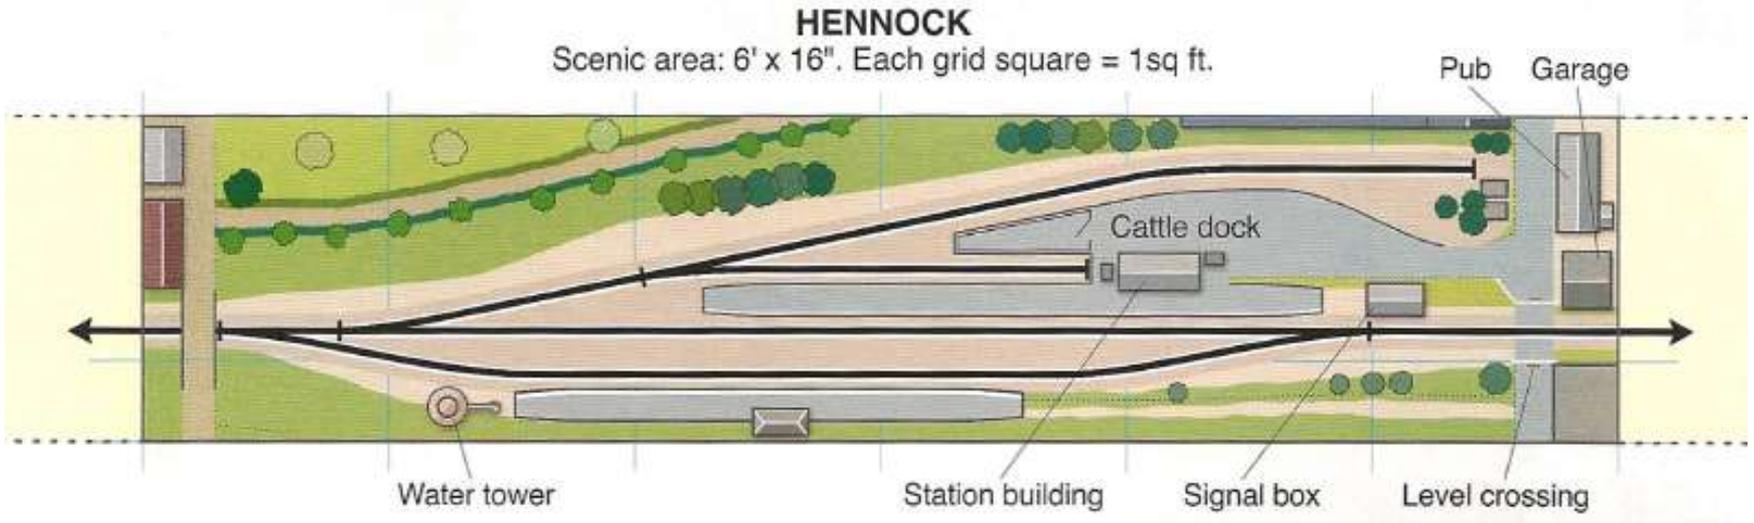 HENNOCK
Scenic area: 6' x 16". Each grid square = 1sq ft.
Pub
Garage
Cattle dock
Water tower
Station building
Signal box
Level crossing